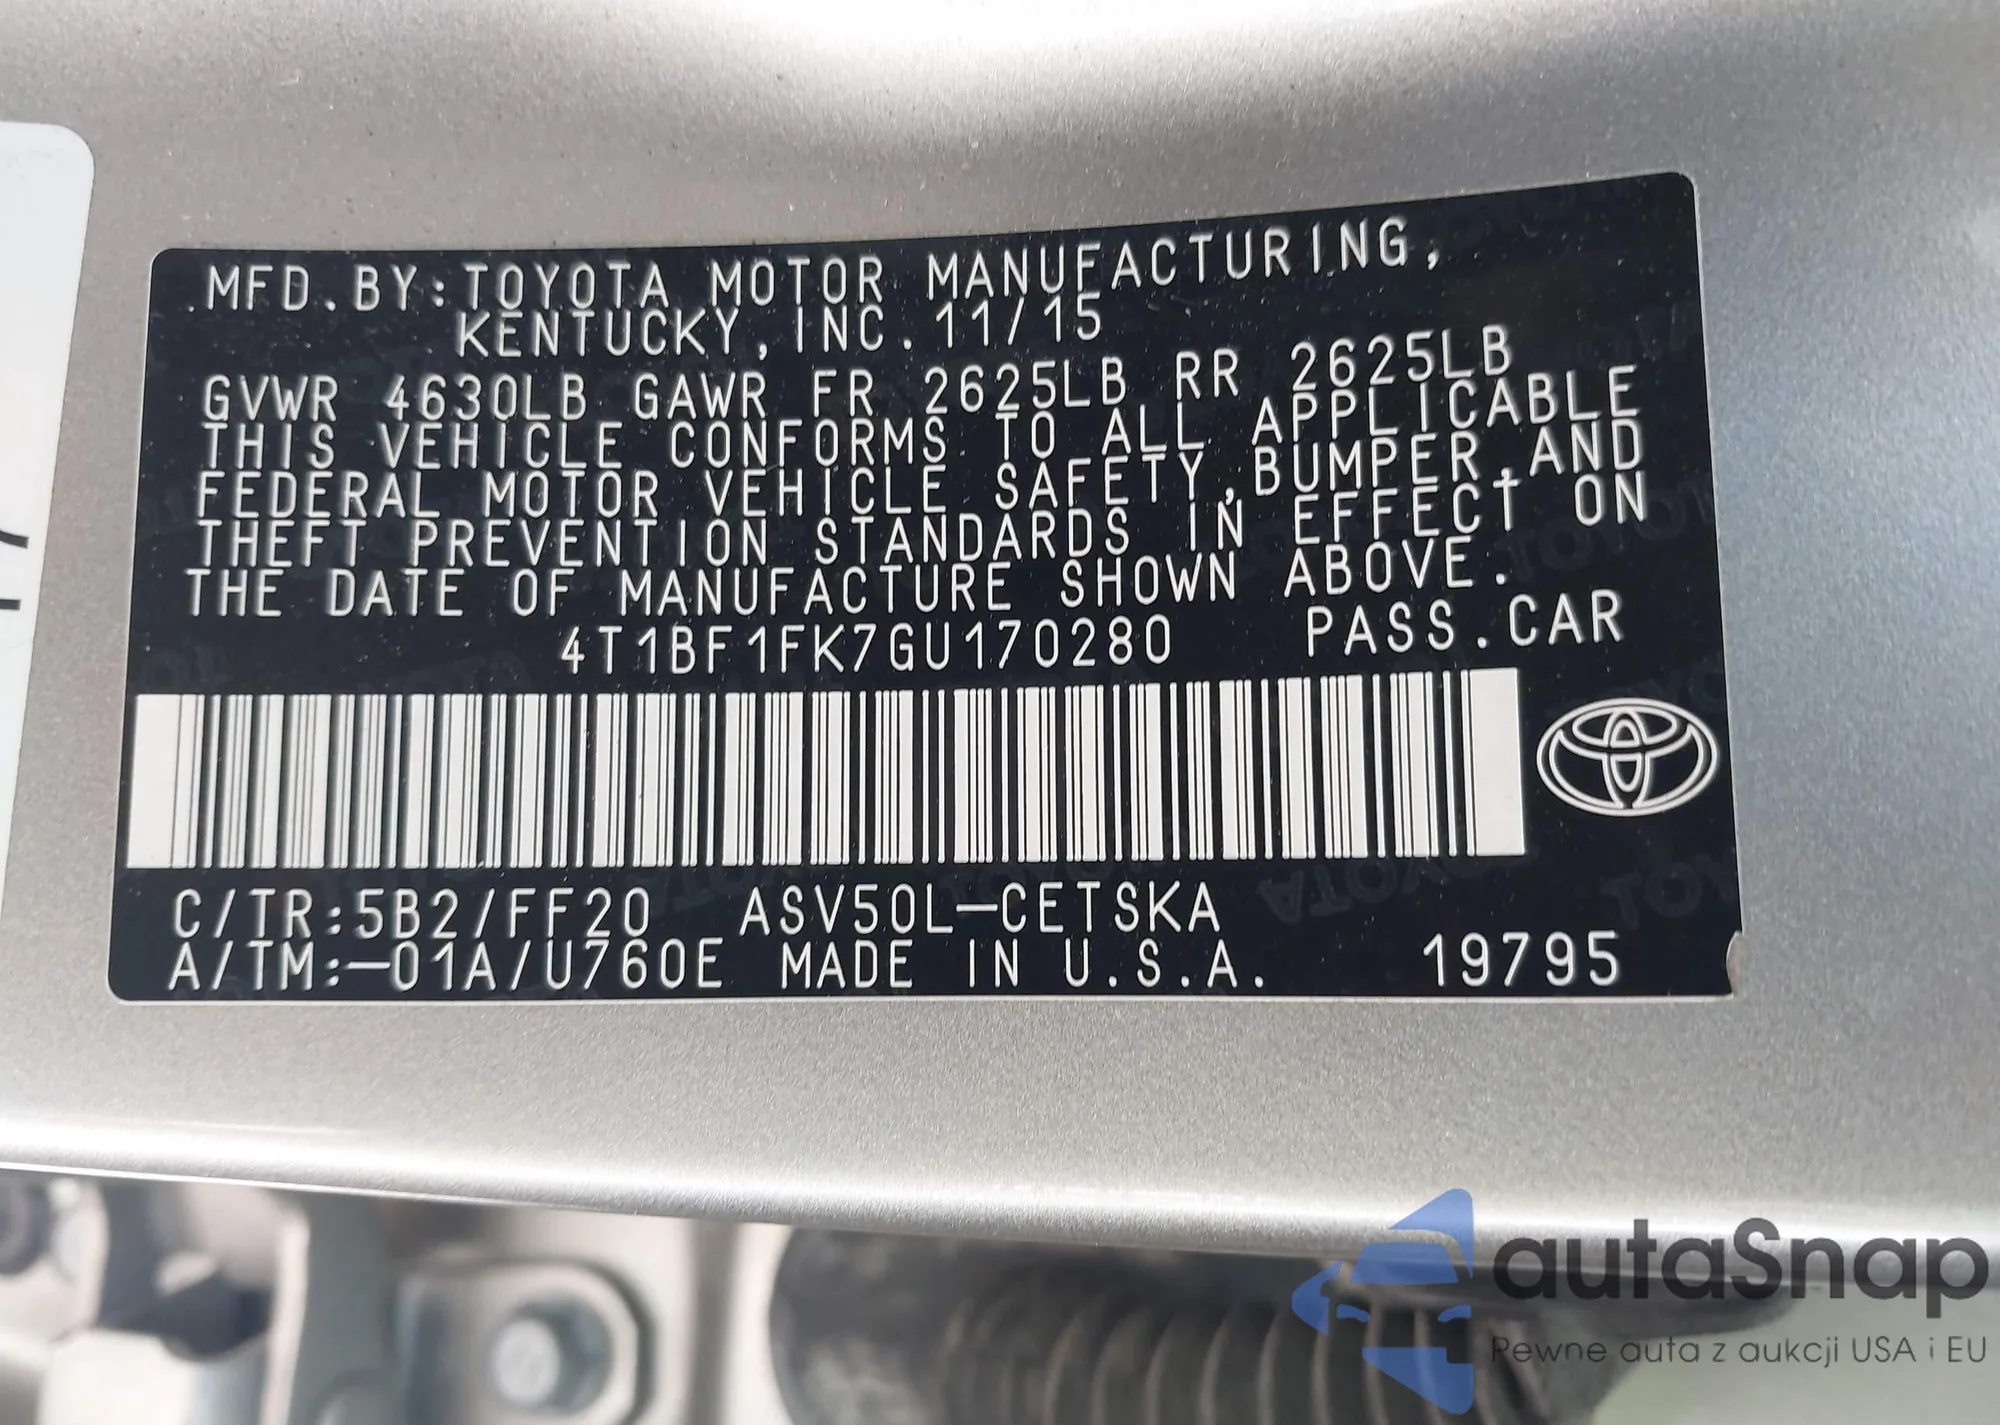 MFD.BY:TOYOTA MOTOR MANUFACTURING,
KENTUCKY, INC. 11/15
GVWR 4630LB GAWR FR 2625LB RR 2625LB
THIS VEHICLE CONFORMS TO ALL APPLICABLE
FEDERAL MOTOR VEHICLE SAFETY, BUMPER, AND
THEFT PREVENTION STANDARDS IN EFFECT ON
THE DATE OF MANUFACTURE SHOWN ABOVE.
4T1BF1FK7GU170280 PASS.CAR
C/TR:5B2/FF20 ASV50L-CETSKA
A/TM:-01A/U760E MADE IN U.S.A. 19795
autaSnap
Pewne auta z aukcji USA i EU